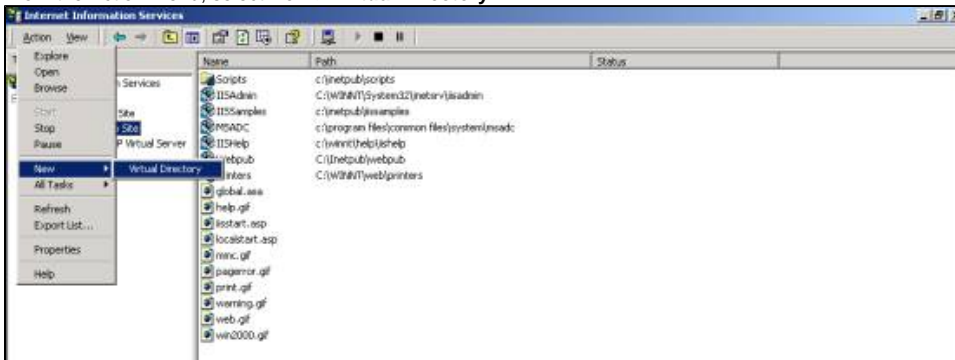 Internet Information Services
Action View
Explore
Open
Browse
Start
Stop
Pause
New
Virtual Directory
All Tasks
Refresh
Export List...
Properties
Help
Services
Site
Site
P Virtual Server
Name Path Status
Scripts c:\inetpub\scripts
IISAdmin C:\WINNT\System32\inetsrv\iisadmin
IISSamples c:\inetpub\iissamples
MSADC c:\program files\common files\system\msadc
IISHelp c:\winnt\help\iishelp
Webpub C:\Inetpub\webpub
inters C:\WINNT\web\printers
global.asa
help.gif
iisstart.asp
localstart.asp
mmc.gif
pagerror.gif
print.gif
warning.gif
web.gif
win2000.gif